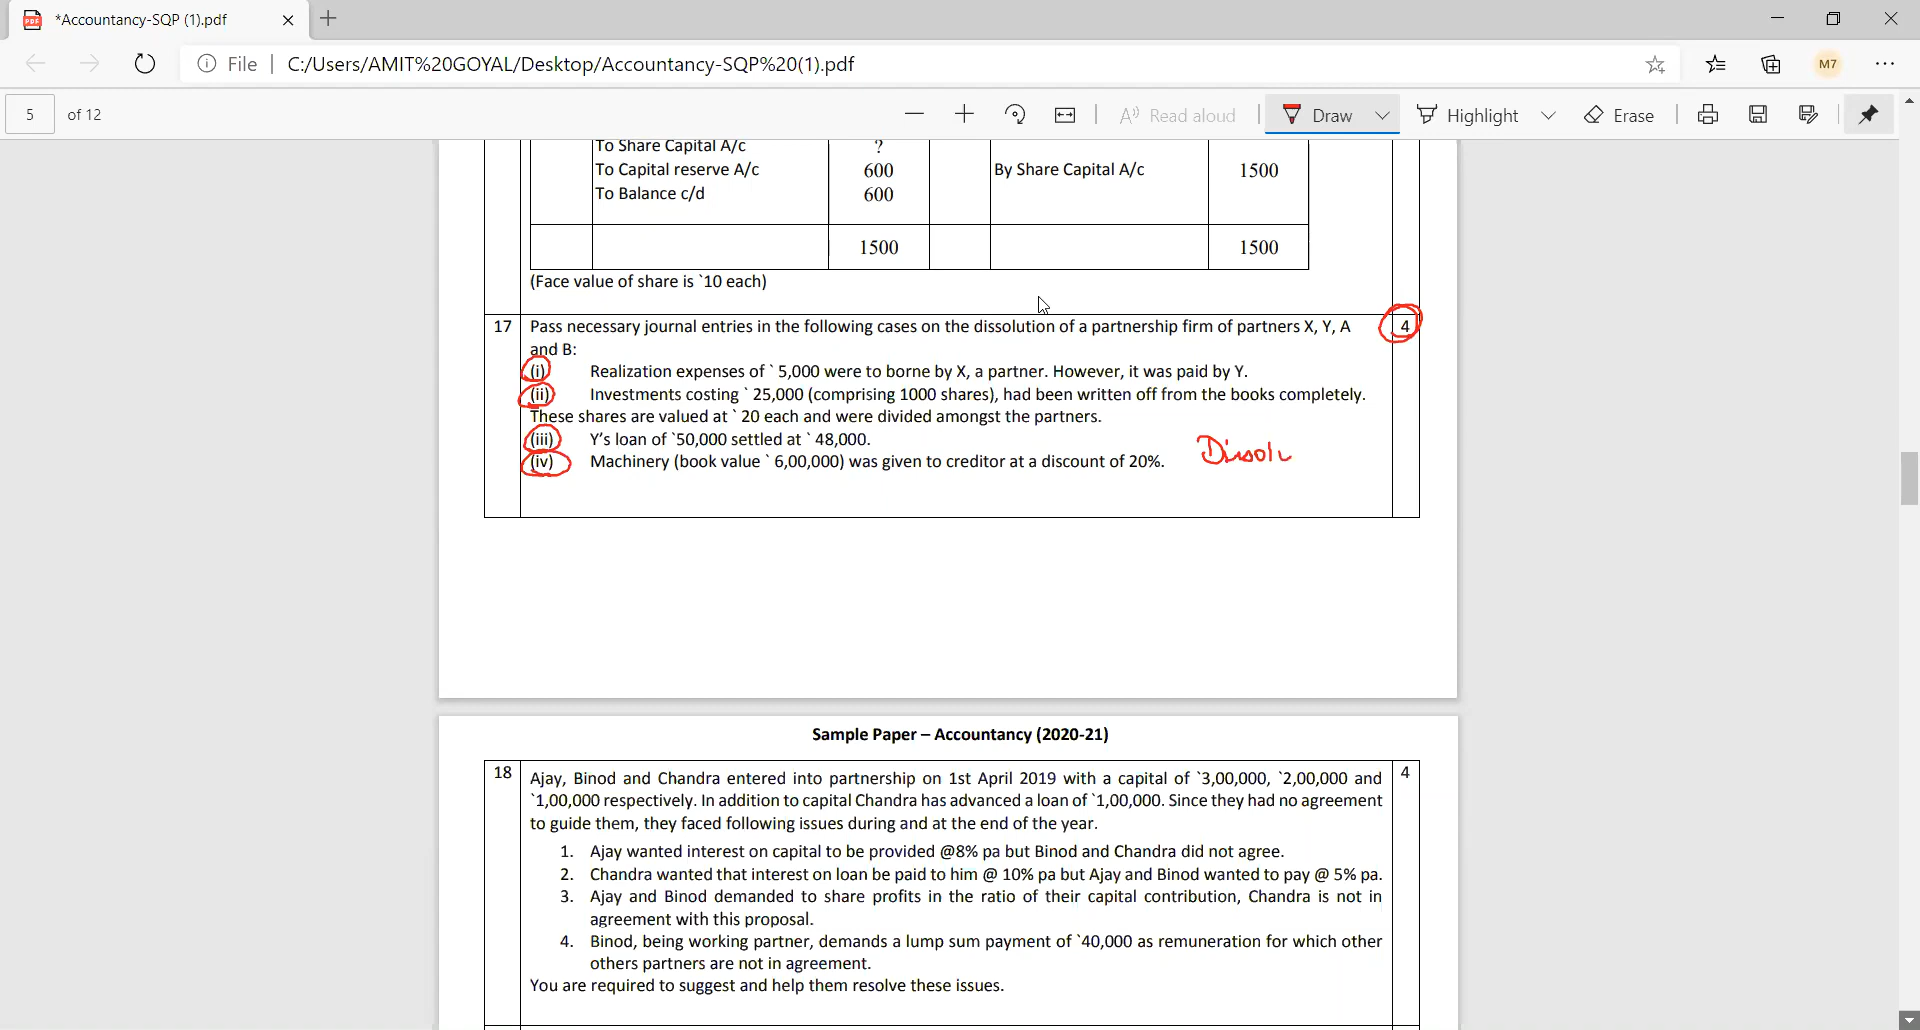 *Accountancy-SQP (1).pdf
File | C:/Users/AMIT%20GOYAL/Desktop/Accountancy-SQP%20(1).pdf
M7
5 of 12
Read aloud
Draw
Highlight
Erase
To Share Capital A/c ?
To Capital reserve A/c 600 By Share Capital A/c 1500
To Balance c/d 600
1500 1500
(Face value of share is `10 each)
17 Pass necessary journal entries in the following cases on the dissolution of a partnership firm of partners X, Y, A 4
and B:
(i) Realization expenses of ` 5,000 were to borne by X, a partner. However, it was paid by Y.
(ii) Investments costing ` 25,000 (comprising 1000 shares), had been written off from the books completely.
These shares are valued at ` 20 each and were divided amongst the partners.
(iii) Y’s loan of `50,000 settled at ` 48,000.
(iv) Machinery (book value ` 6,00,000) was given to creditor at a discount of 20%.
Sample Paper – Accountancy (2020-21)
18 Ajay, Binod and Chandra entered into partnership on 1st April 2019 with a capital of `3,00,000, `2,00,000 and 4
`1,00,000 respectively. In addition to capital Chandra has advanced a loan of `1,00,000. Since they had no agreement
to guide them, they faced following issues during and at the end of the year.
1. Ajay wanted interest on capital to be provided @8% pa but Binod and Chandra did not agree.
2. Chandra wanted that interest on loan be paid to him @ 10% pa but Ajay and Binod wanted to pay @ 5% pa.
3. Ajay and Binod demanded to share profits in the ratio of their capital contribution, Chandra is not in
agreement with this proposal.
4. Binod, being working partner, demands a lump sum payment of `40,000 as remuneration for which other
others partners are not in agreement.
You are required to suggest and help them resolve these issues.